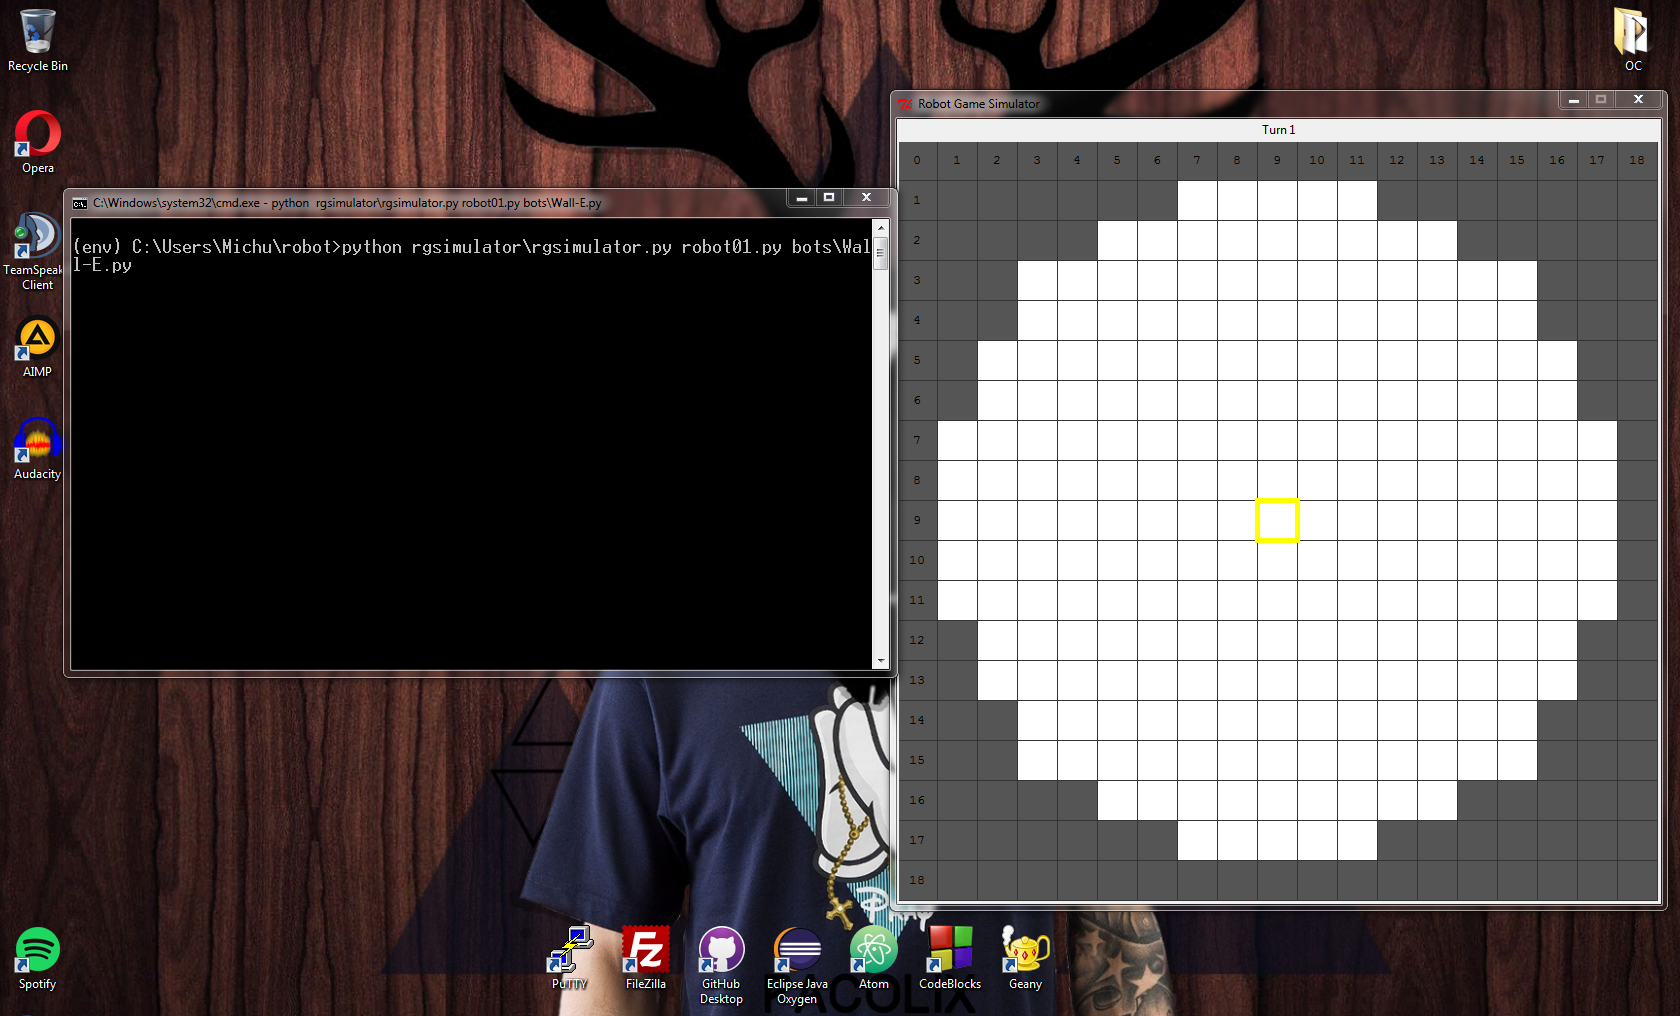 Recycle Bin
Opera
TeamSpeak
Client
AIMP
Audacity
Spotify
OC
C:\Windows\system32\cmd.exe - python  rgsimulator\rgsimulator.py robot01.py bots\Wall-E.py
(env) C:\Users\Michu\robot>python rgsimulator\rgsimulator.py robot01.py bots\Wal
l-E.py
Robot Game Simulator
Turn 1
0 1 2 3 4 5 6 7 8 9 10 11 12 13 14 15 16 17 18
1
2
3
4
5
6
7
8
9
10
11
12
13
14
15
16
17
18
PuTTY
FileZilla
GitHub
Desktop
Eclipse Java
Oxygen
Atom
CodeBlocks
Geany
PACOLIX